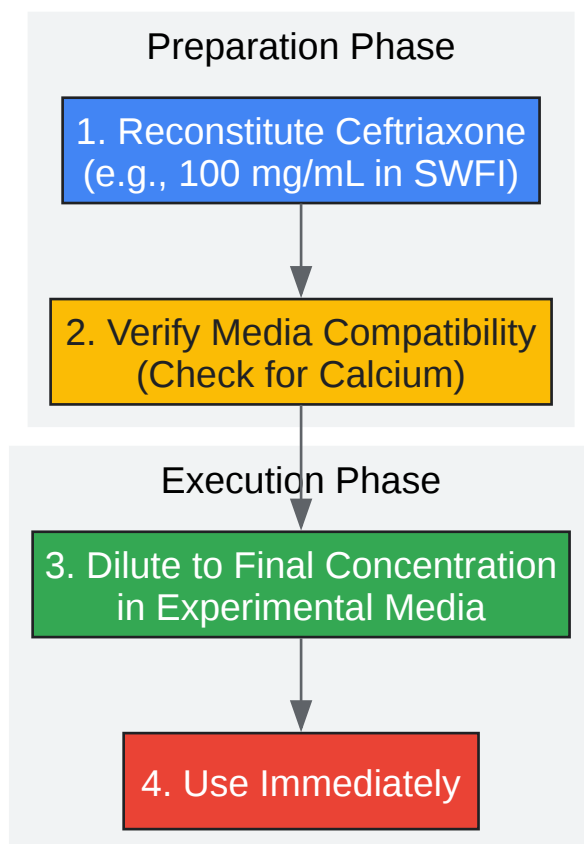 Preparation Phase
1. Reconstitute Ceftriaxone
(e.g., 100 mg/mL in SWFI)
2. Verify Media Compatibility
(Check for Calcium)
Execution Phase
3. Dilute to Final Concentration
in Experimental Media
4. Use Immediately